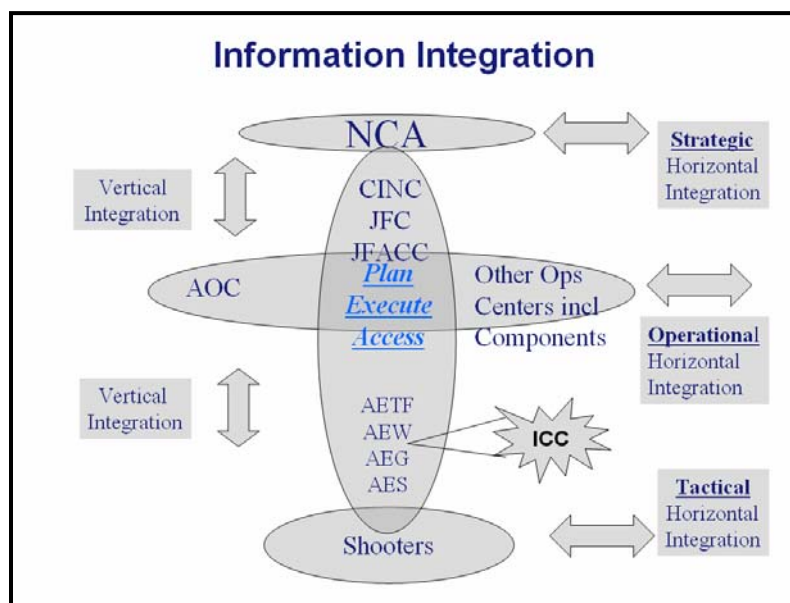 Information Integration
NCA
Strategic
Horizontal
Integration
Vertical
Integration
CINC
JFC
JFACC
AOC
Plan
Execute
Access
Other Ops
Centers incl
Components
Operational
Horizontal
Integration
Vertical
Integration
AETF
AEW
AEG
AES
ICC
Tactical
Horizontal
Integration
Shooters